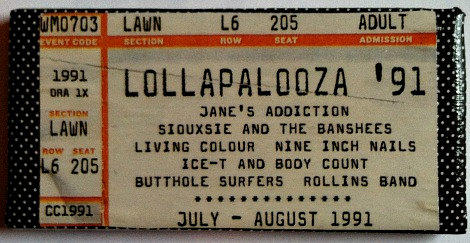 WMO703 LAWN L6 205 ADULT
EVENT CODE SECTION ROW SEAT ADMISSION
1991
ORA 1X
SECTION
LAWN
ROW SEAT
L6 205
CC1991
LOLLAPALOOZA '91
JANE'S ADDICTION
SIOUXSIE AND THE BANSHEES
LIVING COLOUR NINE INCH NAILS
ICE-T AND BODY COUNT
BUTTHOLE SURFERS ROLLINS BAND
JULY - AUGUST 1991